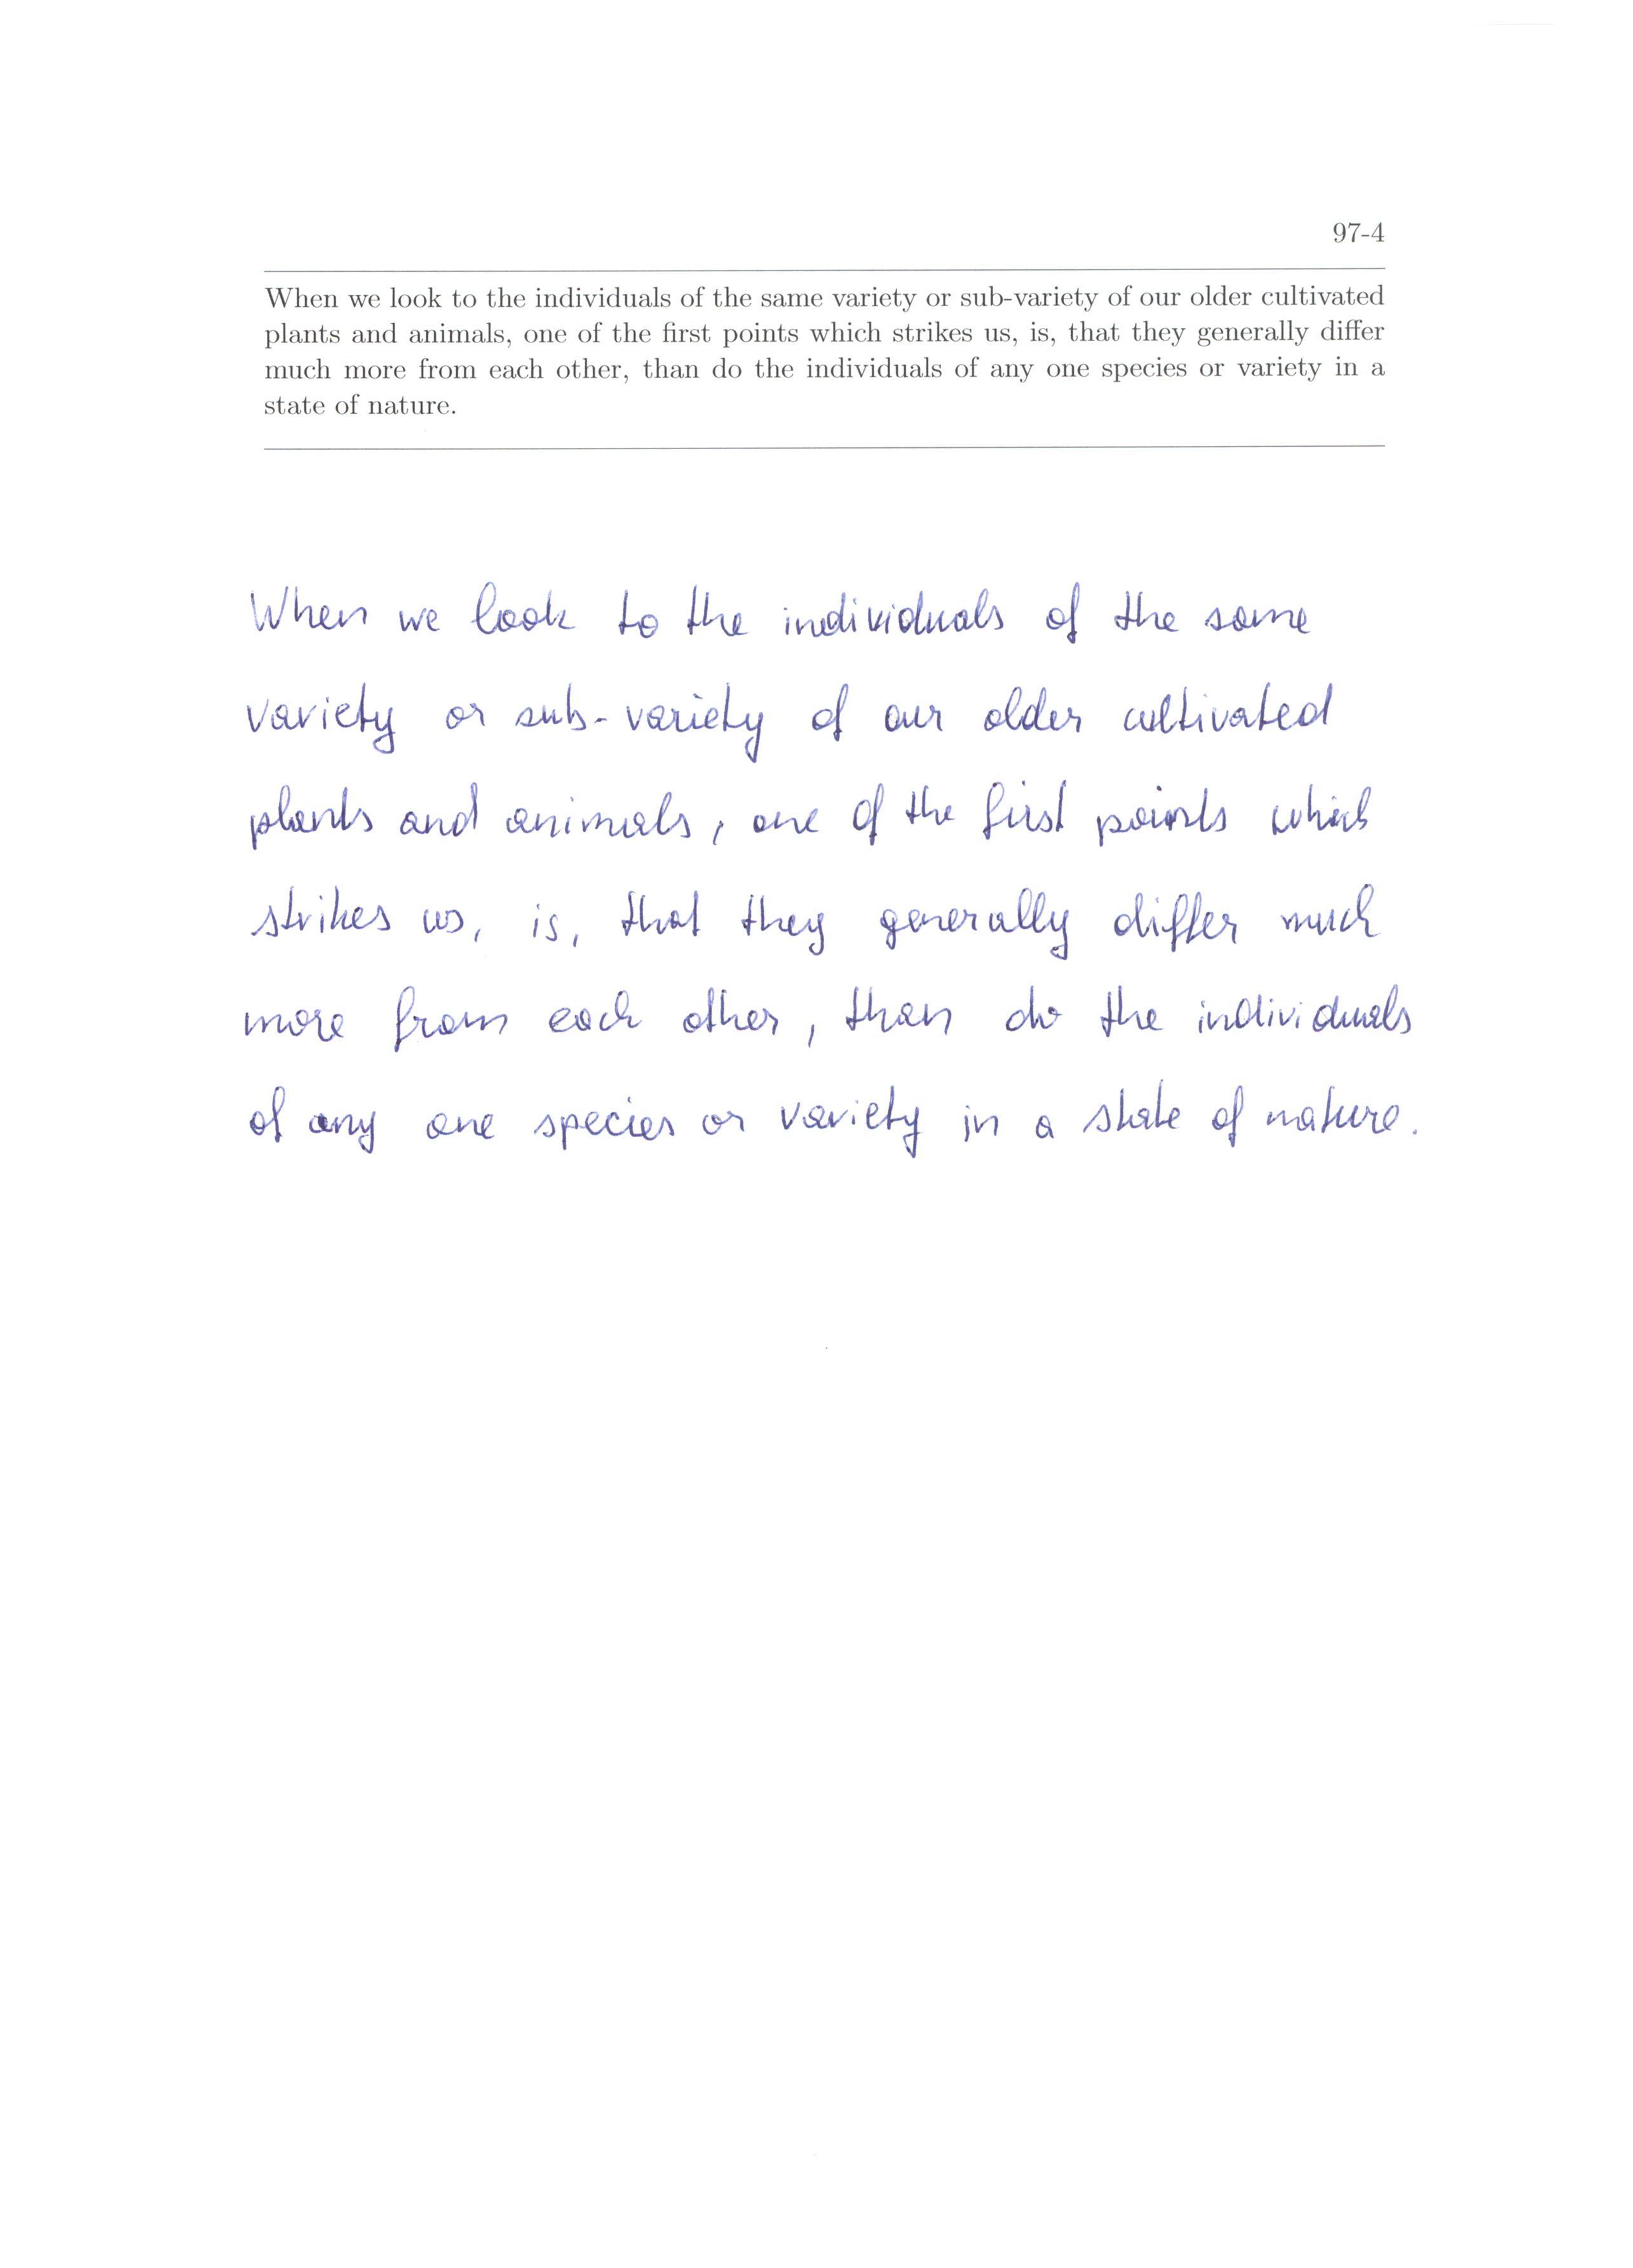 97-4
When we look to the individuals of the same variety or sub-variety of our older cultivated
plants and animals, one of the first points which strikes us, is, that they generally differ
much more from each other, than do the individuals of any one species or variety in a
state of nature.
When we look to the individuals of the same
variety or sub-variety of our older cultivated
plants and animals, one of the first points which
strikes us, is, that they generally differ much
more from each other, than do the individuals
of any one species or variety in a state of nature.